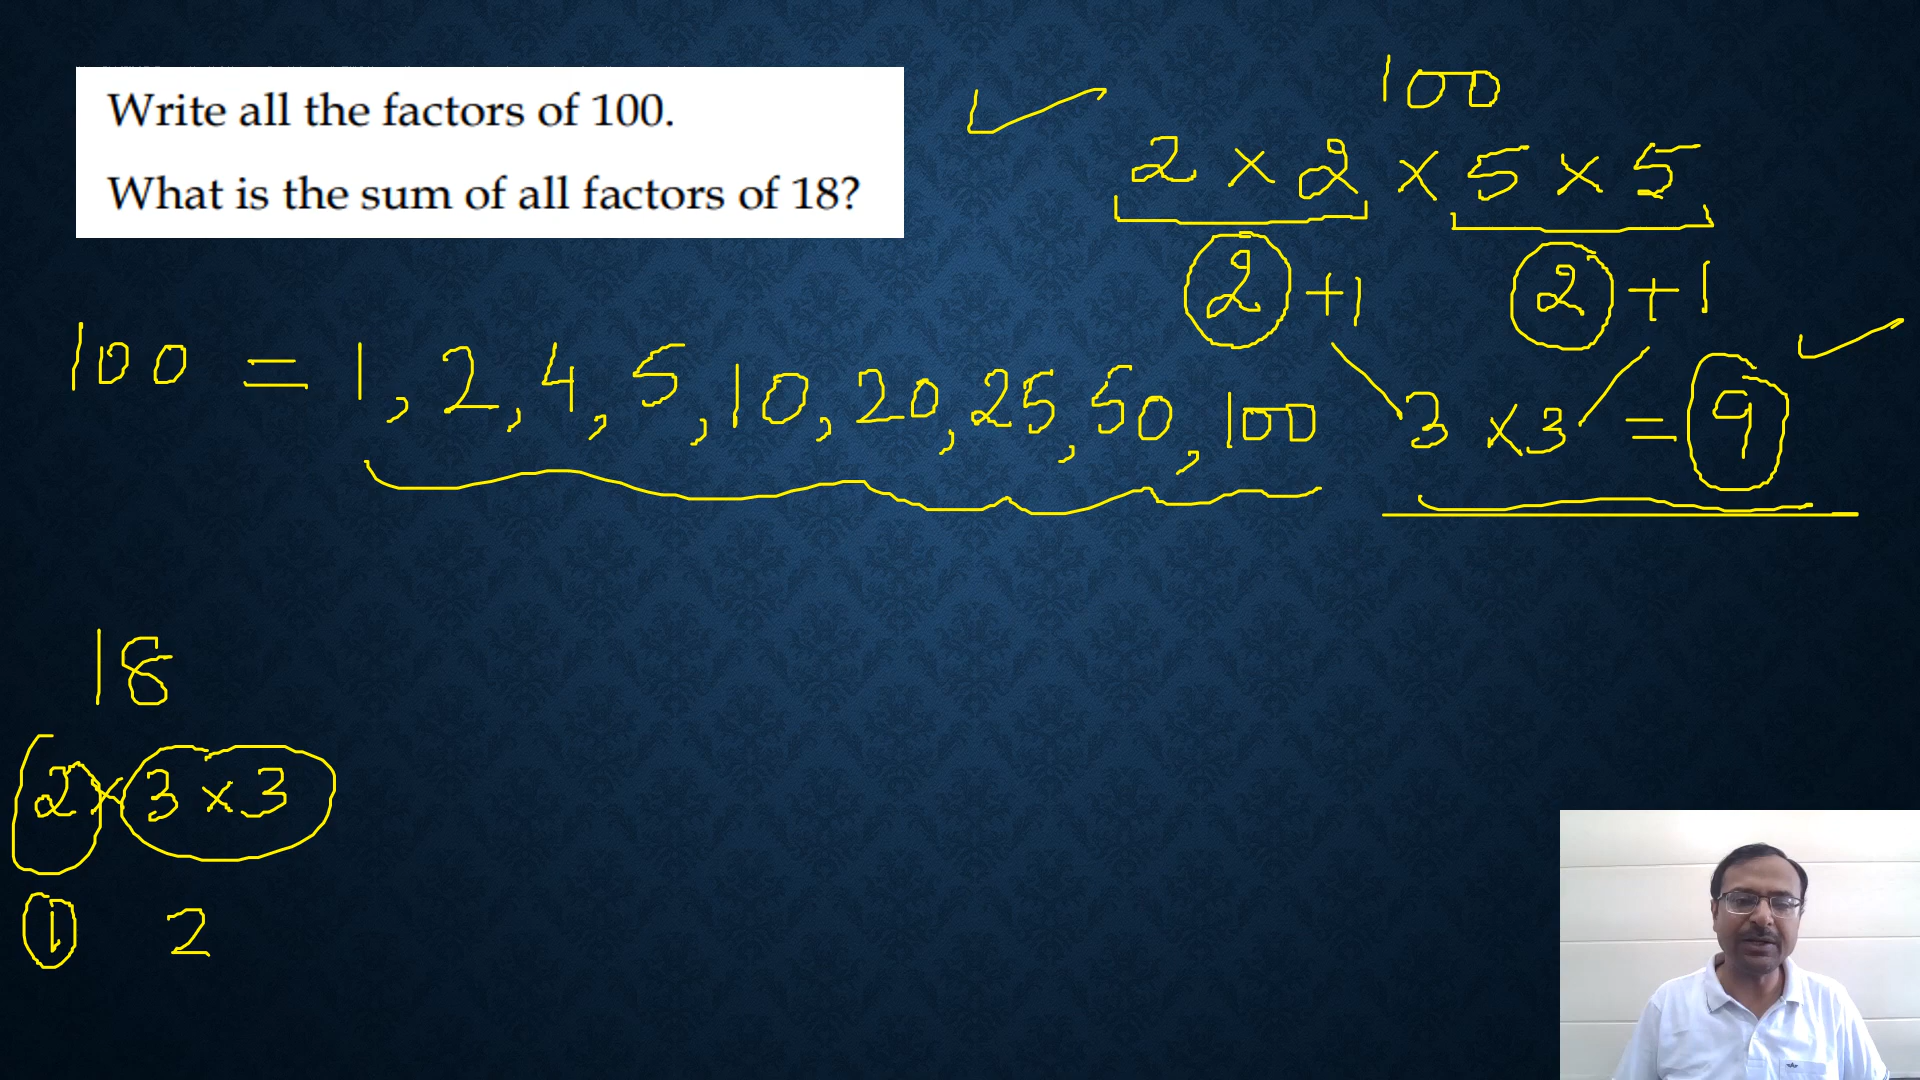 Write all the factors of 100.
What is the sum of all factors of 18?
100
2 × 2 × 5 × 5
2 +1 2 +1
100 = 1, 2, 4, 5, 10, 20, 25, 50, 100
3 × 3 = 9
18
2 × 3 × 3
1 2